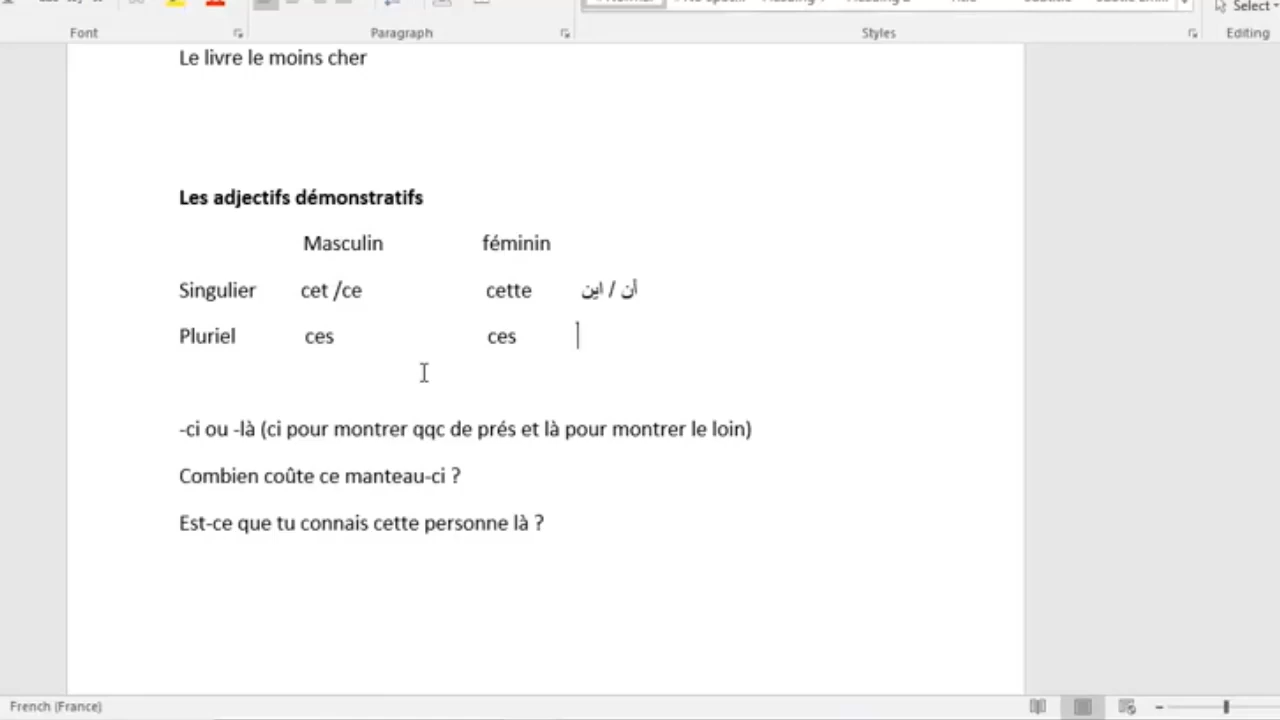 Select
Font Paragraph Styles Editing
Le livre le moins cher
Les adjectifs démonstratifs
Masculin féminin
Singulier cet /ce cette آن / این
Pluriel ces ces
-ci ou -là (ci pour montrer qqc de prés et là pour montrer le loin)
Combien coûte ce manteau-ci ?
Est-ce que tu connais cette personne là ?
French (France)